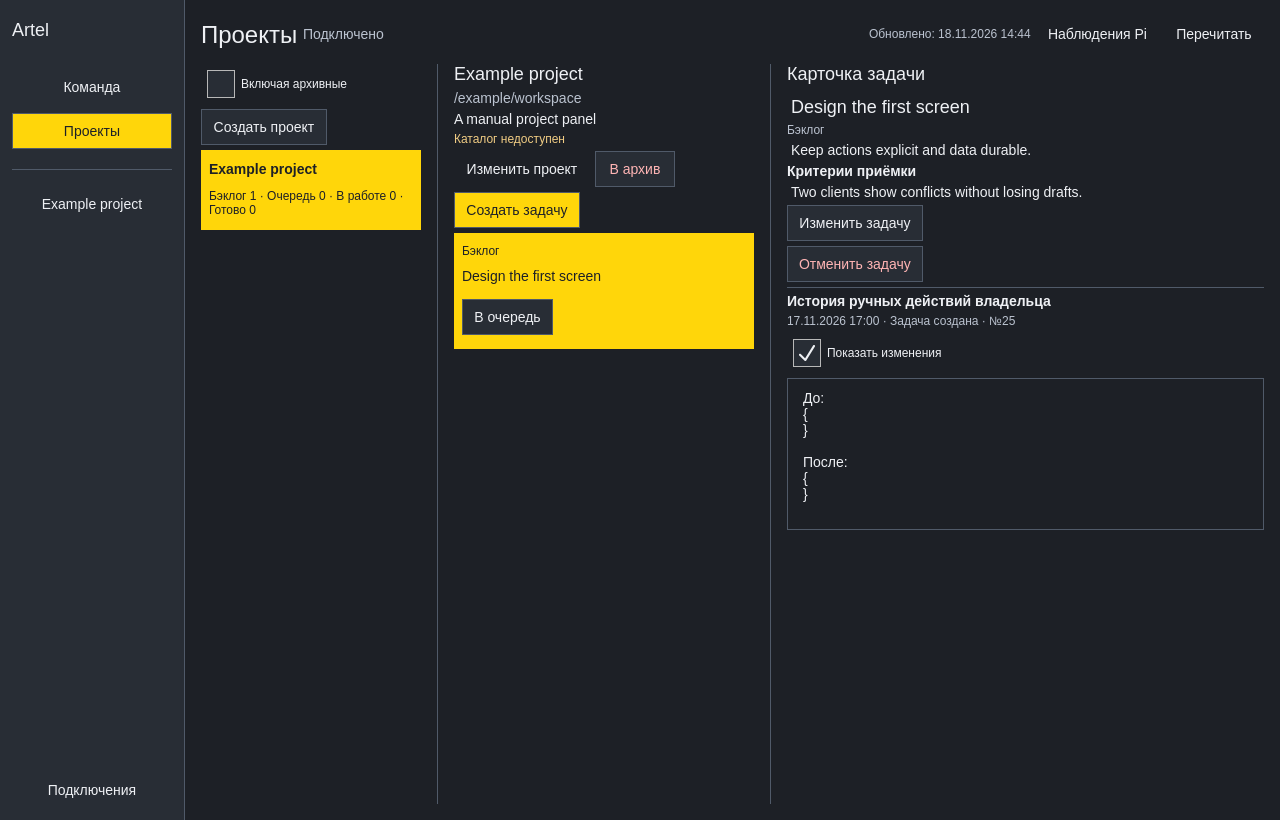 Artel
Команда
Проекты
Example project
Подключения
Проекты Подключено
Обновлено: 18.11.2026 14:44 Наблюдения Pi Перечитать
Включая архивные
Создать проект
Example project
Бэклог 1 · Очередь 0 · В работе 0 ·
Готово 0
Example project
/example/workspace
A manual project panel
Каталог недоступен
Изменить проект В архив
Создать задачу
Бэклог
Design the first screen
В очередь
Карточка задачи
Design the first screen
Бэклог
Keep actions explicit and data durable.
Критерии приёмки
Two clients show conflicts without losing drafts.
Изменить задачу
Отменить задачу
История ручных действий владельца
17.11.2026 17:00 · Задача создана · №25
Показать изменения
До:
{
}
После:
{
}